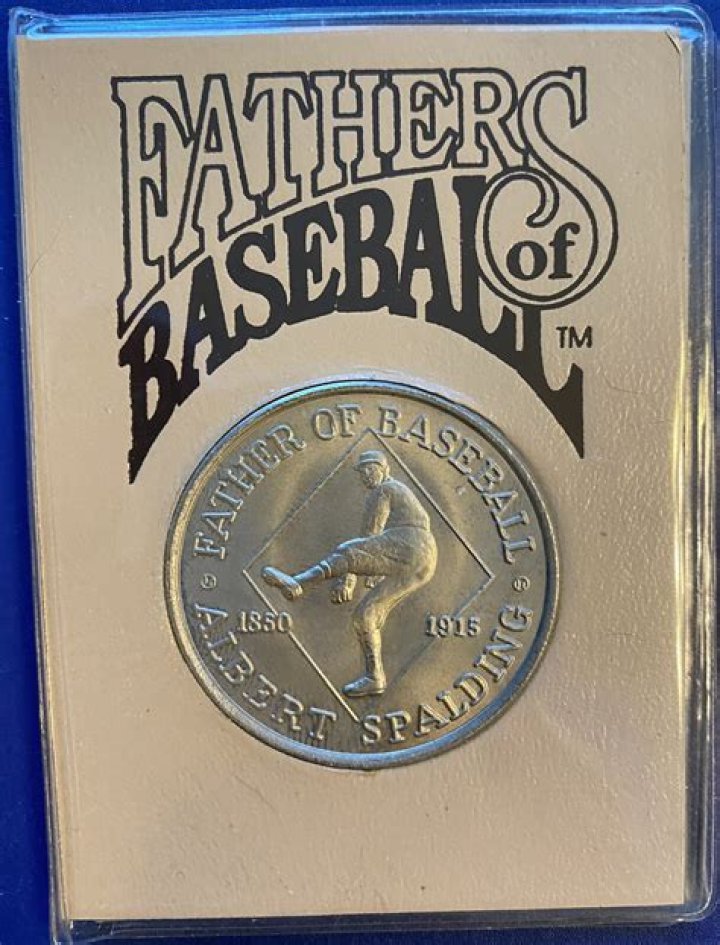 FATHERS
of
BASEBALL
TM
FATHER OF BASEBALL
1850 1915
ALBERT SPALDING